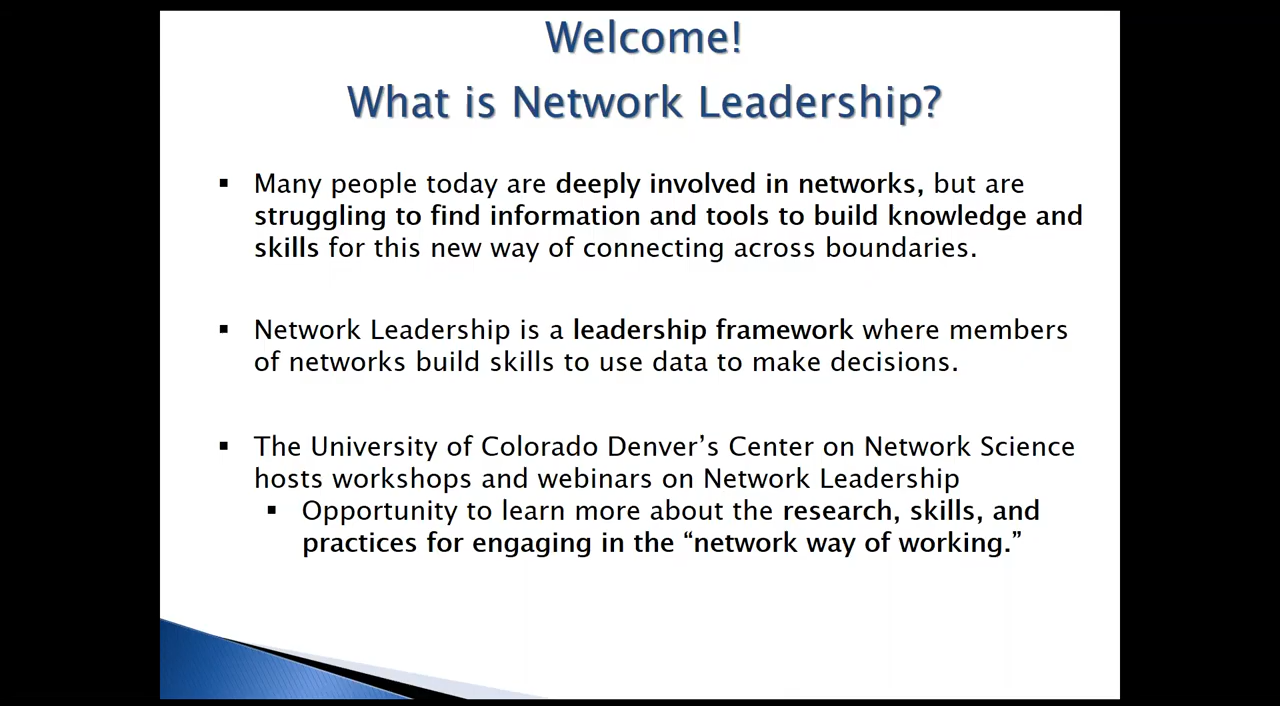 Welcome!
What is Network Leadership?
▪ Many people today are deeply involved in networks, but are
struggling to find information and tools to build knowledge and
skills for this new way of connecting across boundaries.
▪ Network Leadership is a leadership framework where members
of networks build skills to use data to make decisions.
▪ The University of Colorado Denver’s Center on Network Science
hosts workshops and webinars on Network Leadership
▪ Opportunity to learn more about the research, skills, and
practices for engaging in the “network way of working.”